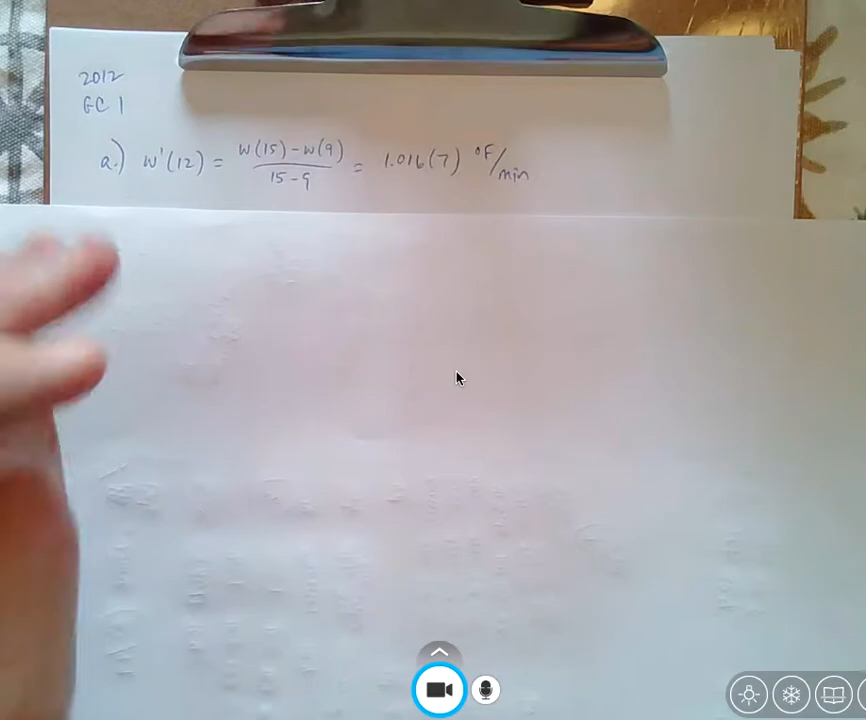 2012
GC 1
a.) W'(12) = W(15) - W(9) / 15 - 9 = 1.016(7) °F/min